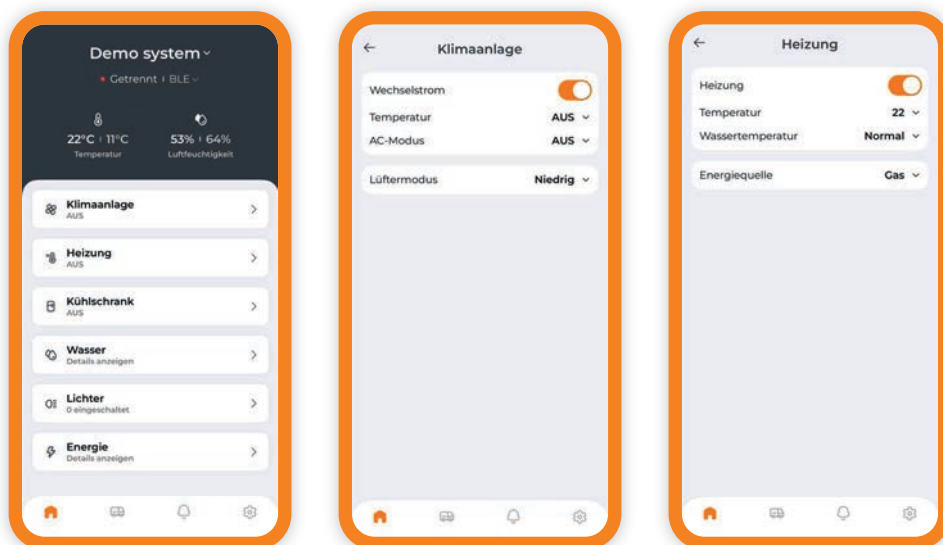 Demo system
Getrennt | BLE
22°C | 11°C
Temperatur
53% | 64%
Luftfeuchtigkeit
Klimaanlage
AUS
Heizung
AUS
Kühlschrank
AUS
Wasser
Details anzeigen
Lichter
0 eingeschaltet
Energie
Details anzeigen
Klimaanlage
Wechselstrom
Temperatur AUS
AC-Modus AUS
Lüftermodus Niedrig
Heizung
Heizung
Temperatur 22
Wassertemperatur Normal
Energiequelle Gas